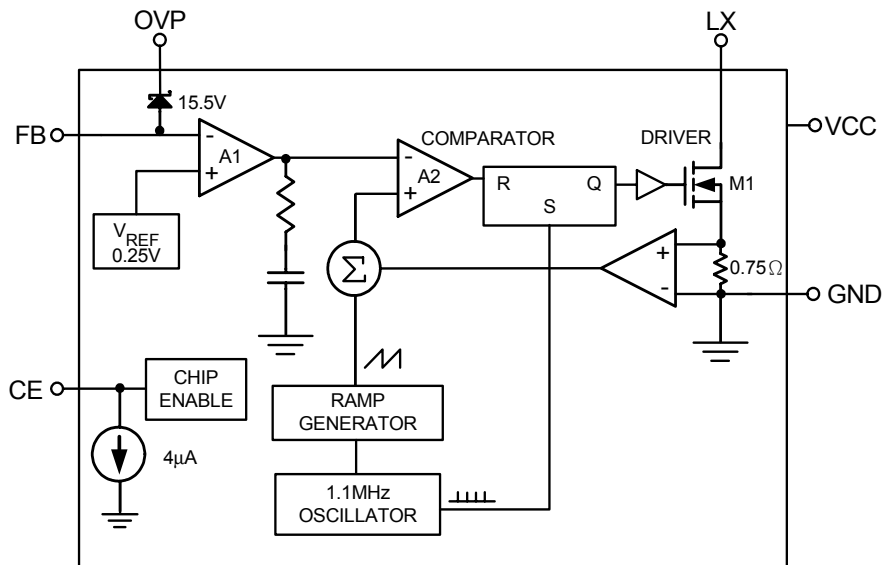 OVP
LX
15.5V
FB
-
A1
+
COMPARATOR
-
A2
+
DRIVER
VCC
R
Q
S
M1
VREF
0.25V
Σ
+
-
0.75Ω
GND
CE
CHIP
ENABLE
4μA
RAMP
GENERATOR
1.1MHz
OSCILLATOR